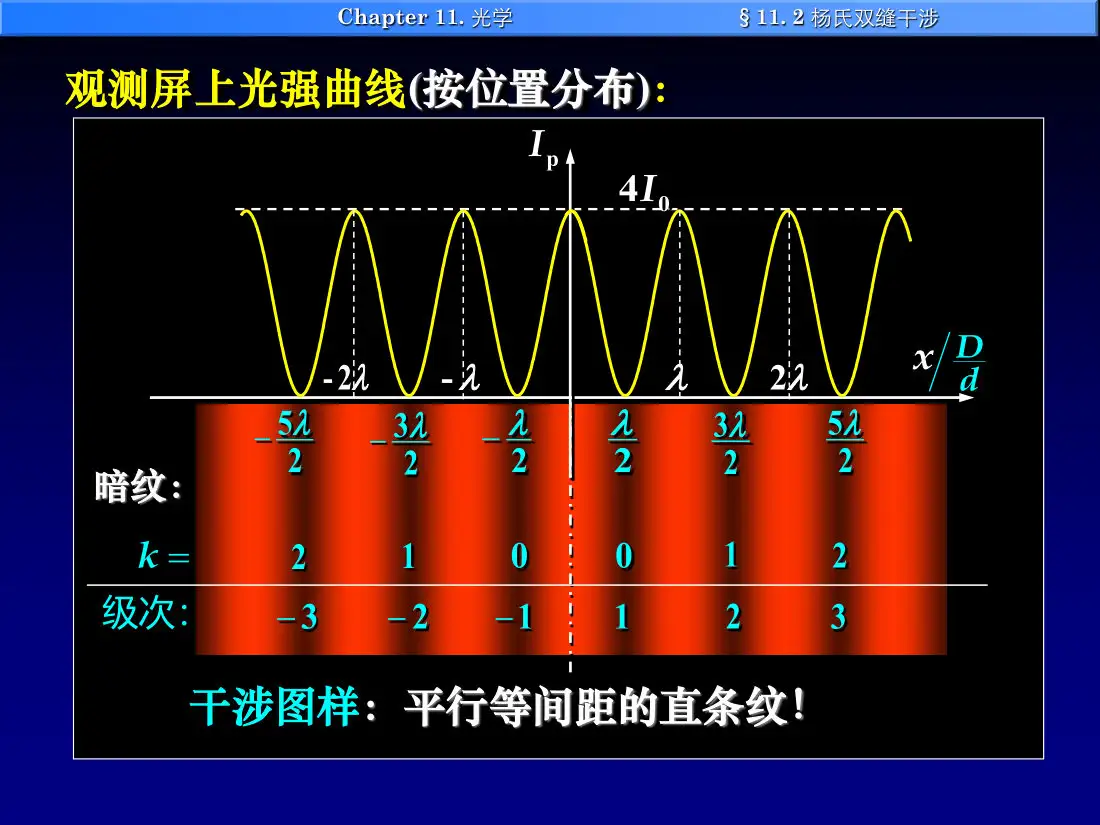 Chapter 11. 光学 § 11. 2 杨氏双缝干涉
观测屏上光强曲线(按位置分布)：
Ip
4I0
x/D/d
-2λ -λ λ 2λ
-5λ/2 -3λ/2 -λ/2 λ/2 3λ/2 5λ/2
暗纹：
k = 2 1 0 0 1 2
级次： -3 -2 -1 1 2 3
干涉图样：平行等间距的直条纹！